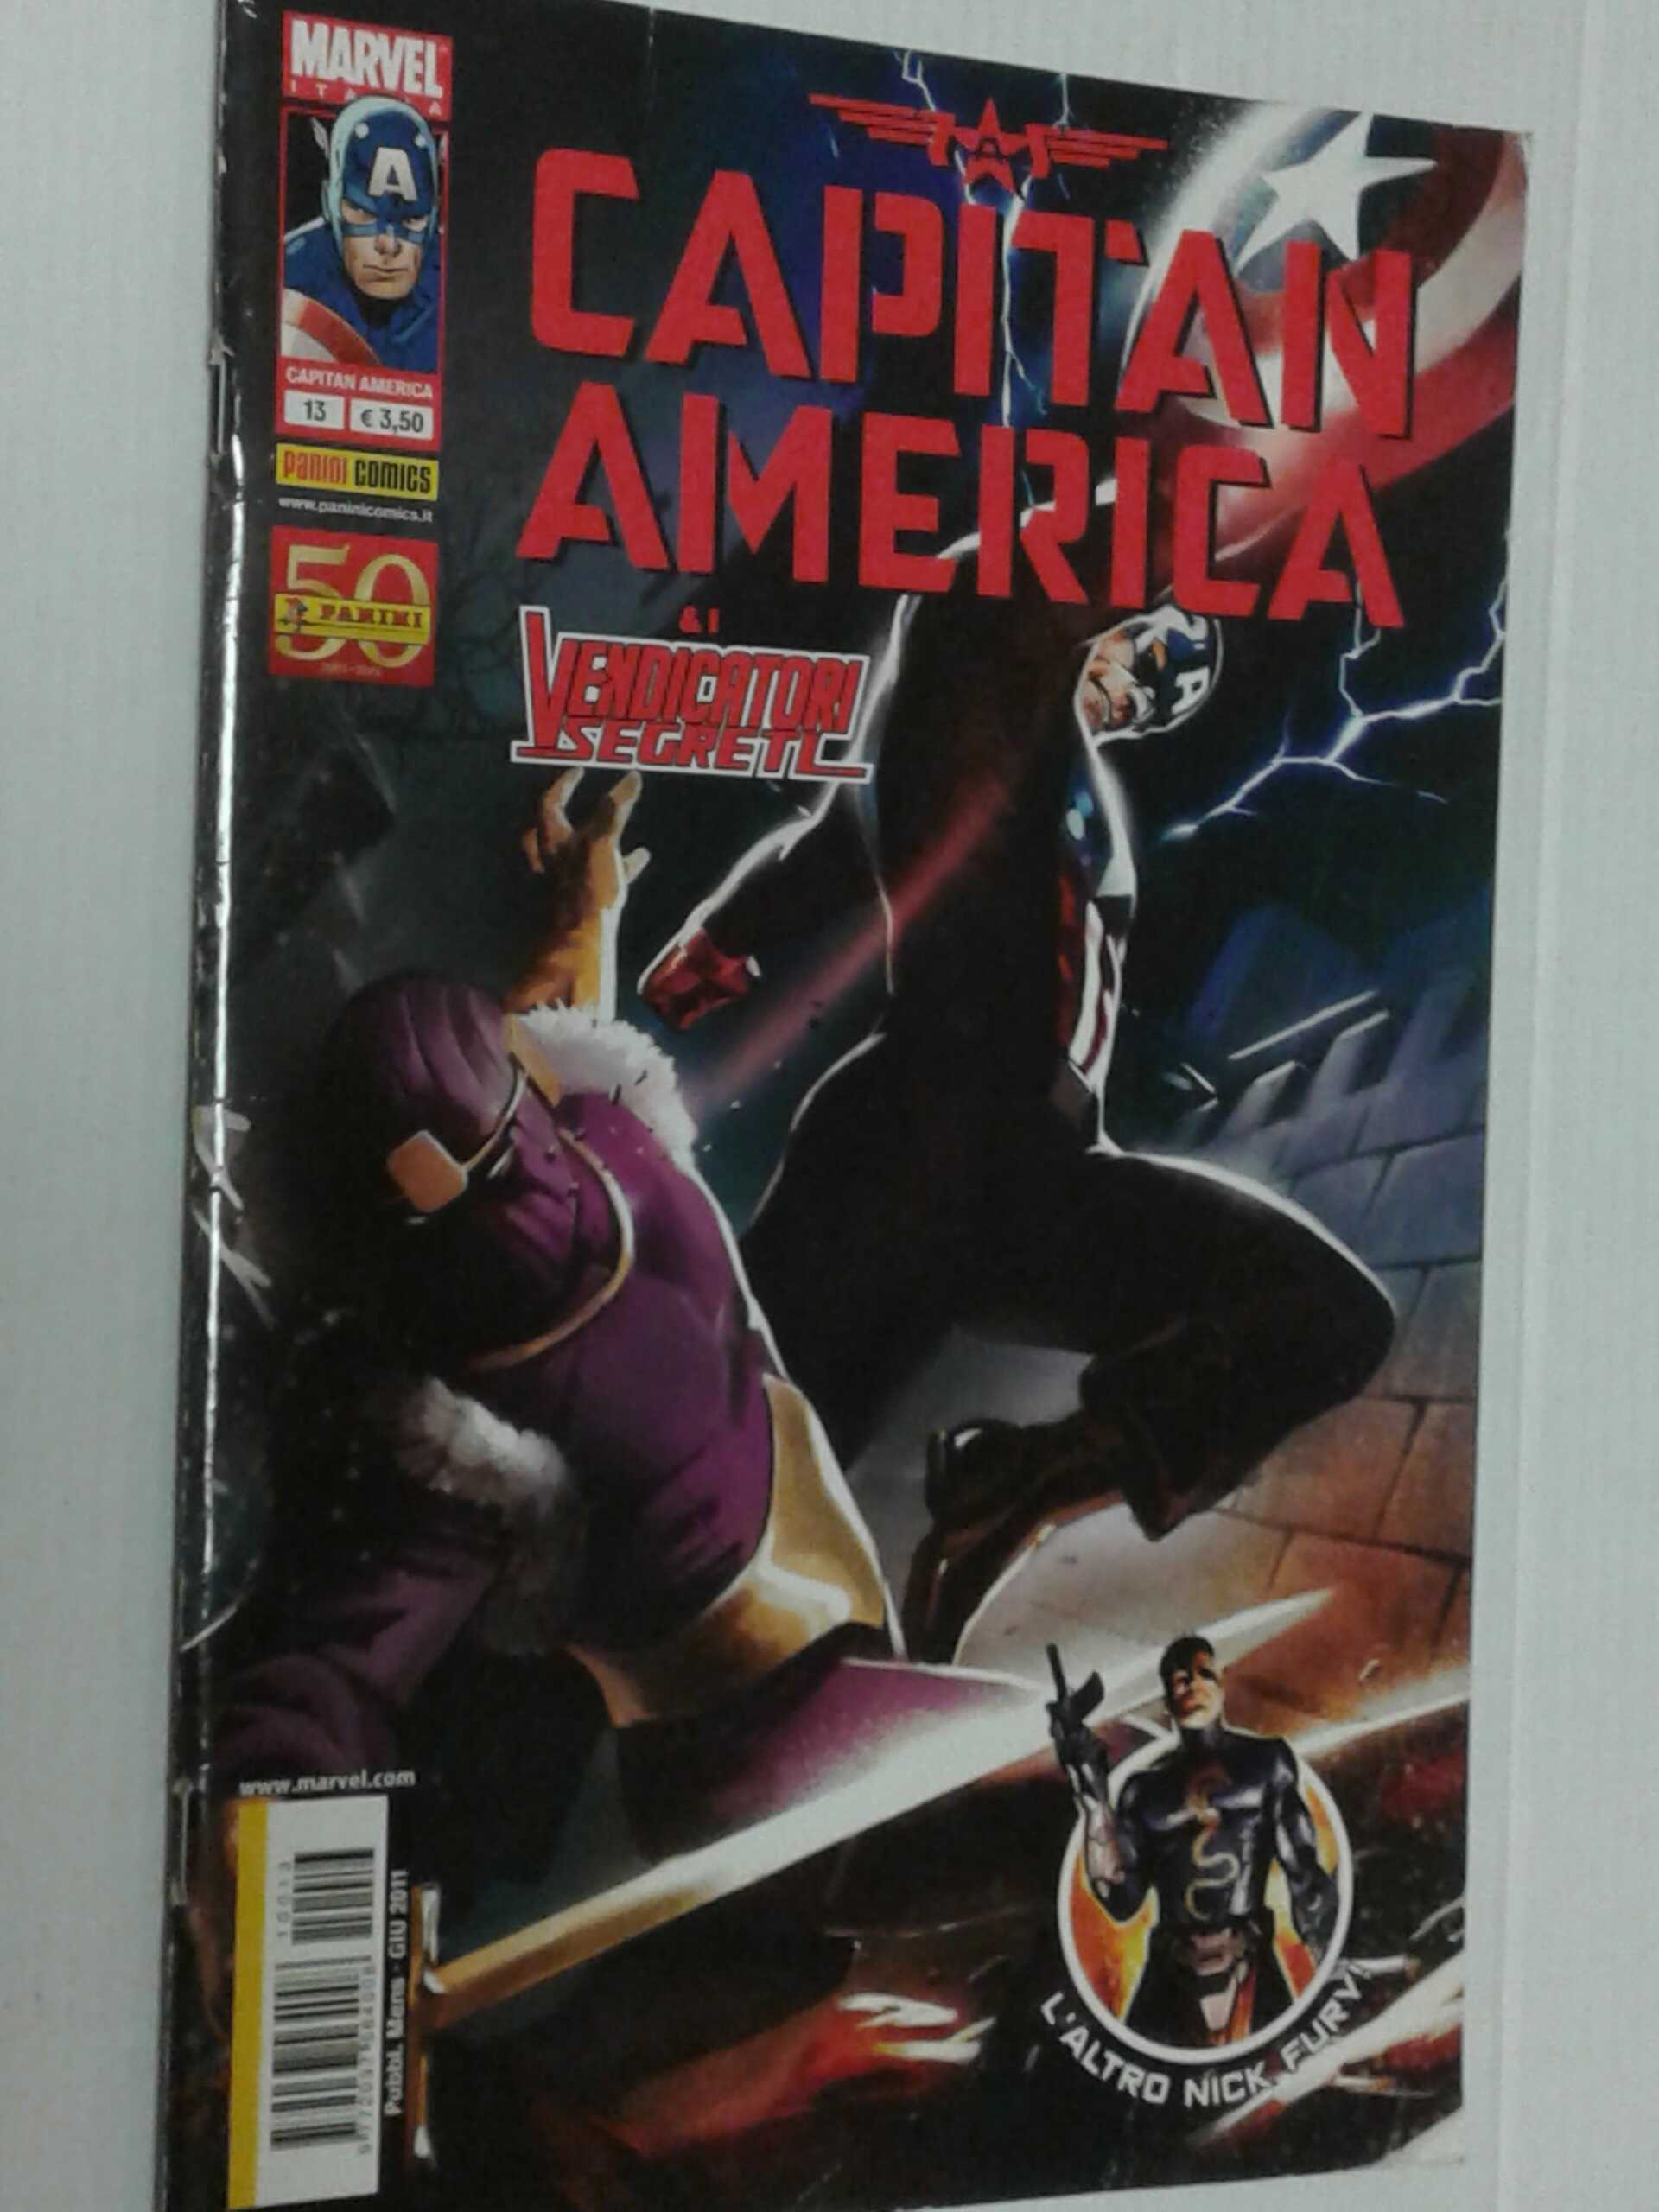 MARVEL
ITALIA
A
CAPITAN AMERICA
13 € 3,50
PANINI COMICS
www.paninicomics.it
50
PANINI
CAPITAN
AMERICA
& I
VENDICATORI
SEGRETI
A
www.marvel.com
Pubbl. Mens. - GIU 2011
10013
L'ALTRO NICK FURY